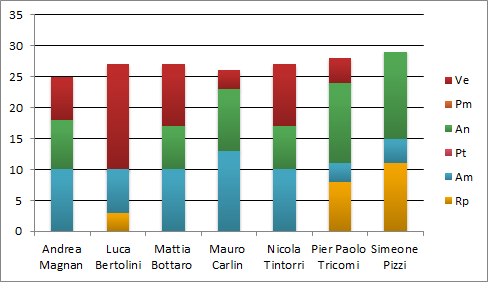 35
30
25
20
15
10
5
0
Andrea
Magnan
Luca
Bertolini
Mattia
Bottaro
Mauro
Carlin
Nicola
Tintorri
Pier Paolo
Tricomi
Simeone
Pizzi
Ve
Pm
An
Pt
Am
Rp